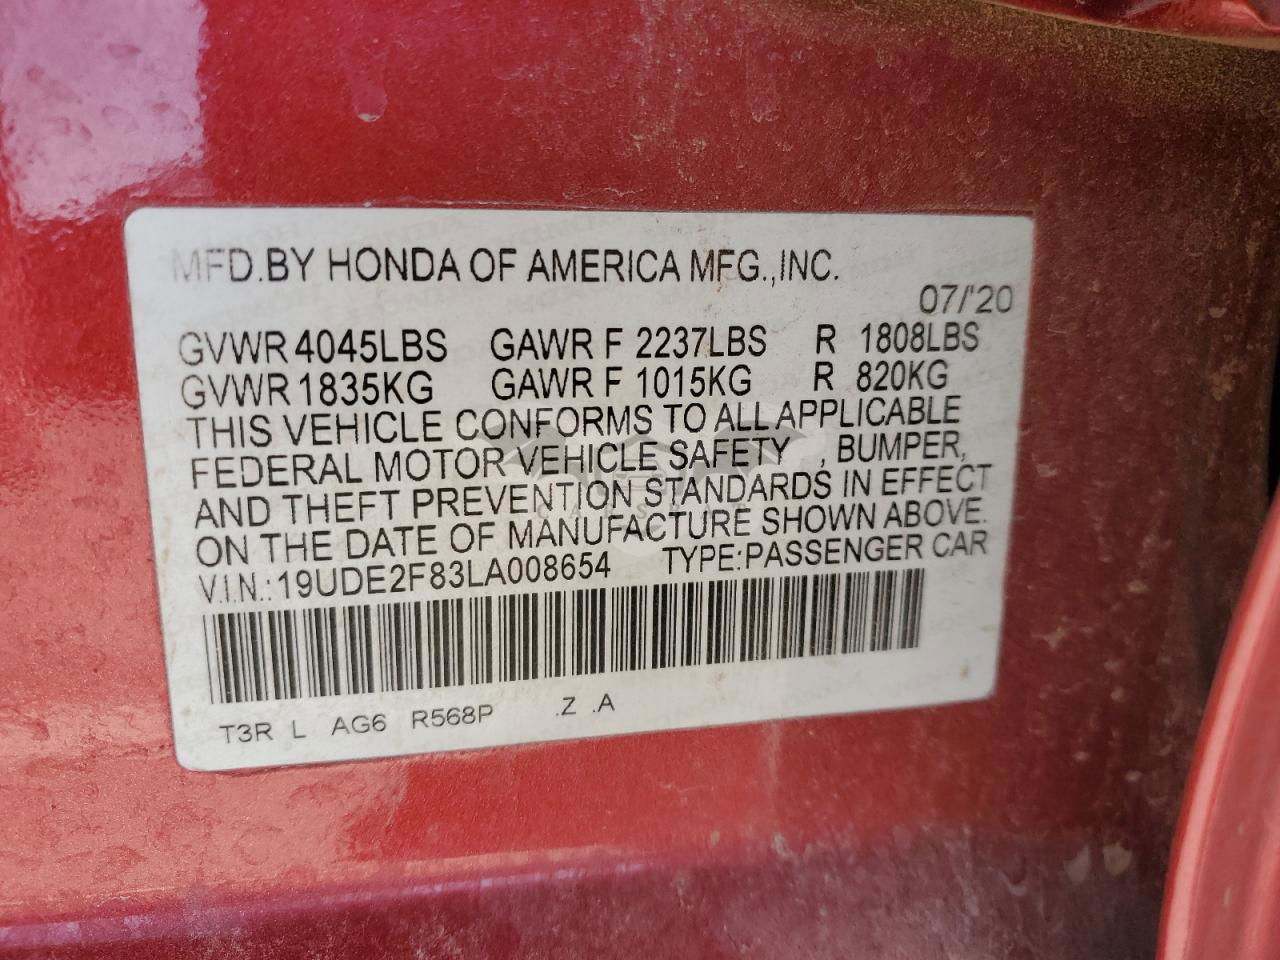 MFD.BY HONDA OF AMERICA MFG.,INC.
07/'20
GVWR 4045LBS GAWR F 2237LBS R 1808LBS
GVWR 1835KG GAWR F 1015KG R 820KG
THIS VEHICLE CONFORMS TO ALL APPLICABLE
FEDERAL MOTOR VEHICLE SAFETY , BUMPER,
AND THEFT PREVENTION STANDARDS IN EFFECT
ON THE DATE OF MANUFACTURE SHOWN ABOVE.
V.I.N.:19UDE2F83LA008654 TYPE:PASSENGER CAR
T3R L AG6 R568P .Z .A